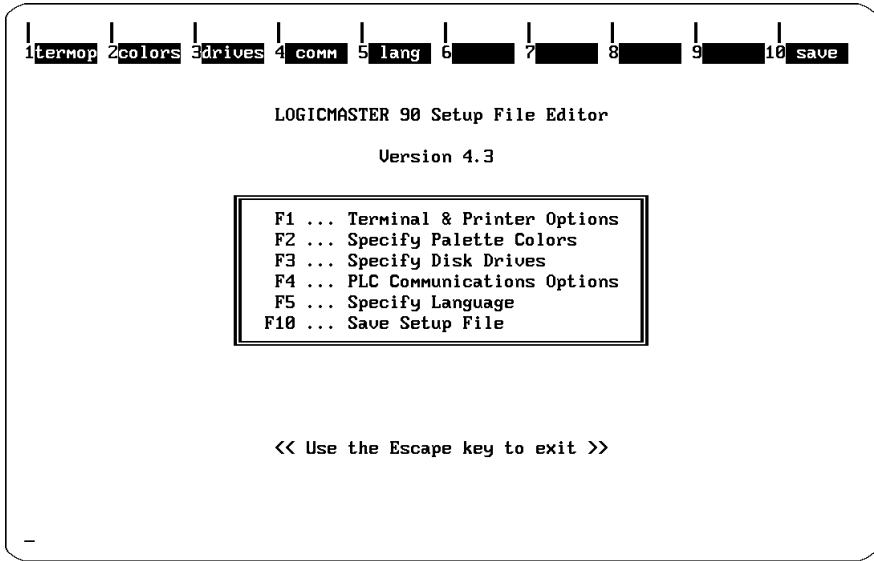 1termop 2colors 3drives 4 comm 5 lang 6 7 8 9 10 save
LOGICMASTER 90 Setup File Editor
Version 4.3
F1 ... Terminal & Printer Options
F2 ... Specify Palette Colors
F3 ... Specify Disk Drives
F4 ... PLC Communications Options
F5 ... Specify Language
F10 ... Save Setup File
<< Use the Escape key to exit >>
_